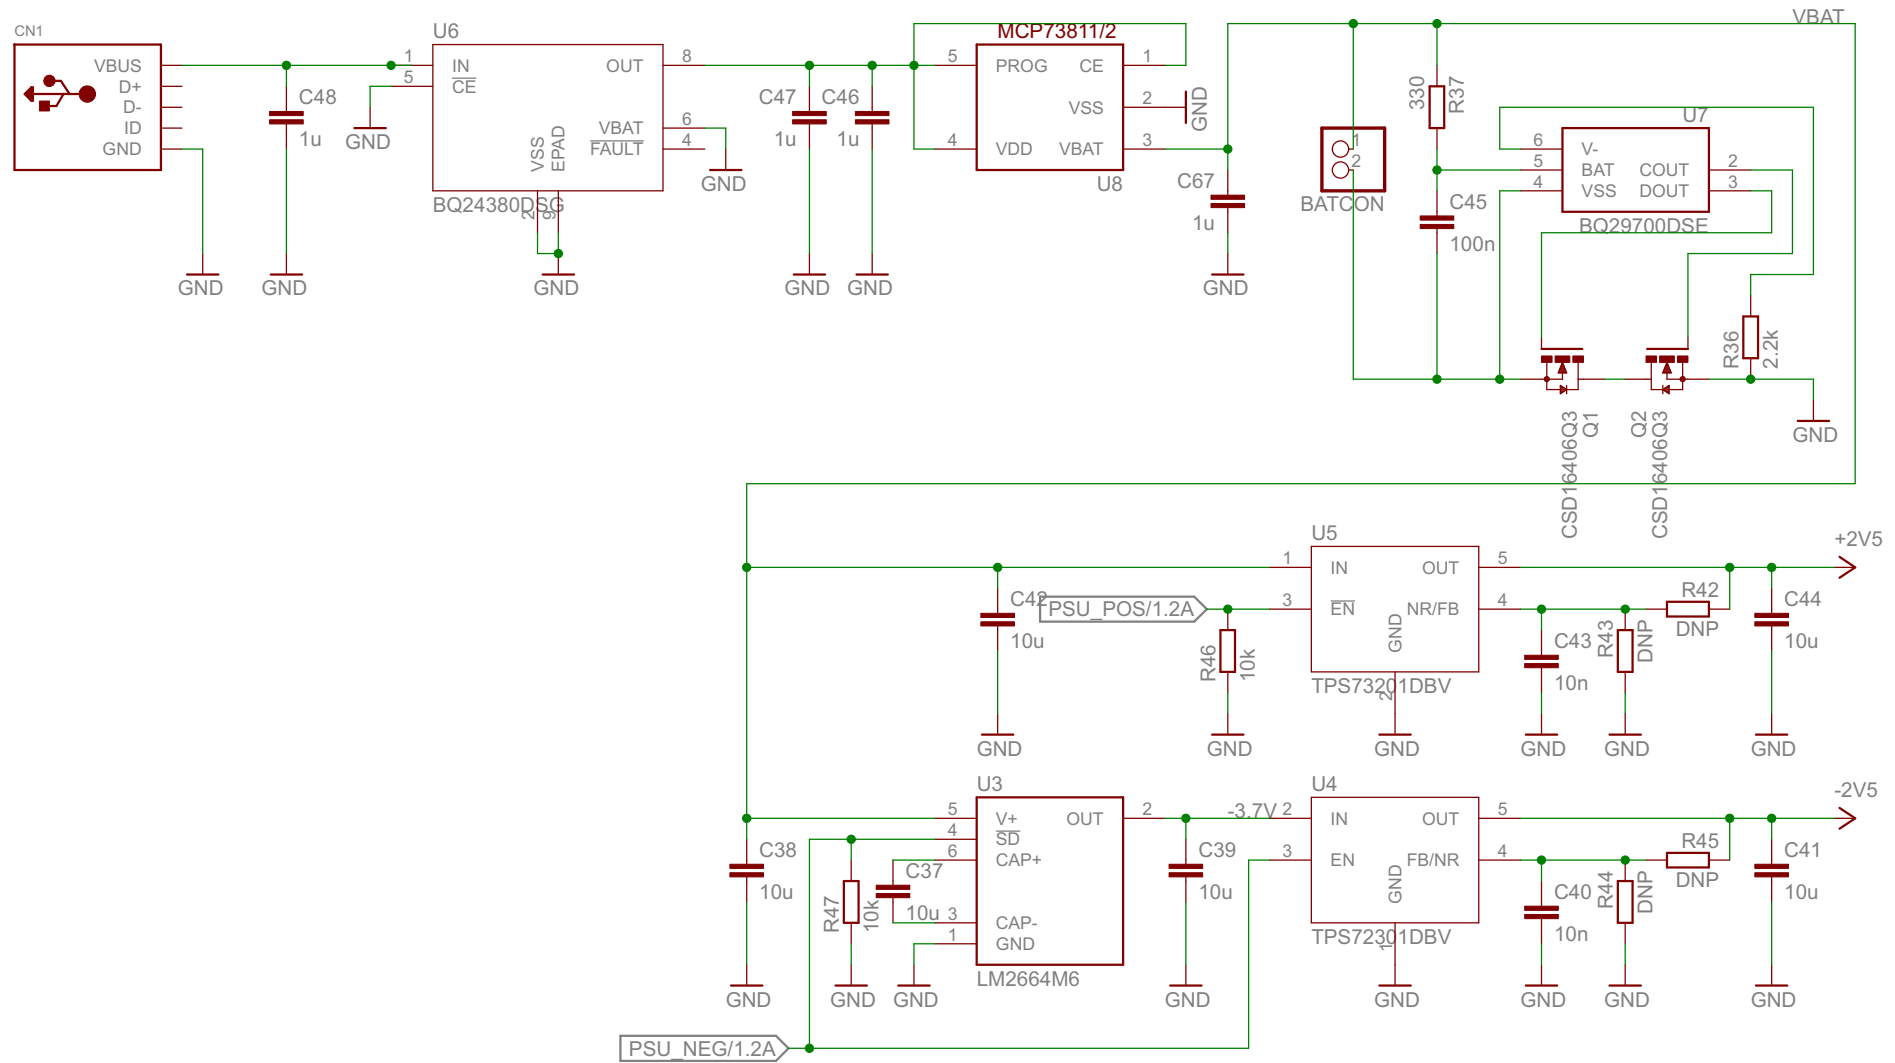 CN1
VBUS
D+
D-
ID
GND
GND
C48
1u
GND
GND
U6
1 IN OUT 8
5 CE
VBAT 6
FAULT 4
VSS
EPAD
BQ24380DSG
2
9
GND
GND
C47
1u
GND
C46
1u
GND
MCP73811/2
5 PROG CE 1
VSS 2
4 VDD VBAT 3
U8
GND
C67
1u
GND
VBAT
1
2
BATCON
330
R37
C45
100n
U7
6 V-
5 BAT COUT 2
4 VSS DOUT 3
BQ29700DSE
R36
2.2k
CSD16406Q3
Q1
Q2
CSD16406Q3
GND
C42
10u
GND
PSU_POS/1.2A
R46
10k
GND
U5
1 IN OUT 5
3 EN NR/FB 4
GND
TPS73201DBV
2
GND
C43
10n
GND
R43
DNP
GND
R42
DNP
C44
10u
GND
+2V5
C38
10u
GND
R47
10k
GND
C37
10u
GND
U3
5 V+ OUT 2
4 SD
6 CAP+
3 CAP-
1 GND
LM2664M6
C39
10u
GND
-3.7V
U4
2 IN OUT 5
3 EN FB/NR 4
GND
TPS72301DBV
1
GND
C40
10n
GND
R44
DNP
GND
R45
DNP
C41
10u
GND
-2V5
PSU_NEG/1.2A